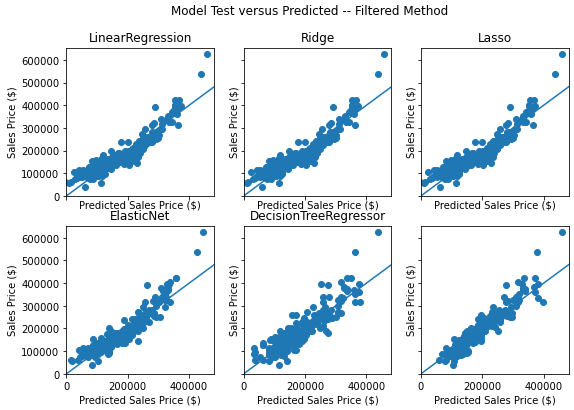 Model Test versus Predicted -- Filtered Method
LinearRegression
Ridge
Lasso
600000
500000
400000
300000
200000
100000
0
Sales Price ($)
Sales Price ($)
Sales Price ($)
Predicted Sales Price ($)
Predicted Sales Price ($)
Predicted Sales Price ($)
ElasticNet
DecisionTreeRegressor
600000
500000
400000
300000
200000
100000
0
Sales Price ($)
Sales Price ($)
Sales Price ($)
0 200000 400000
0 200000 400000
0 200000 400000
Predicted Sales Price ($)
Predicted Sales Price ($)
Predicted Sales Price ($)